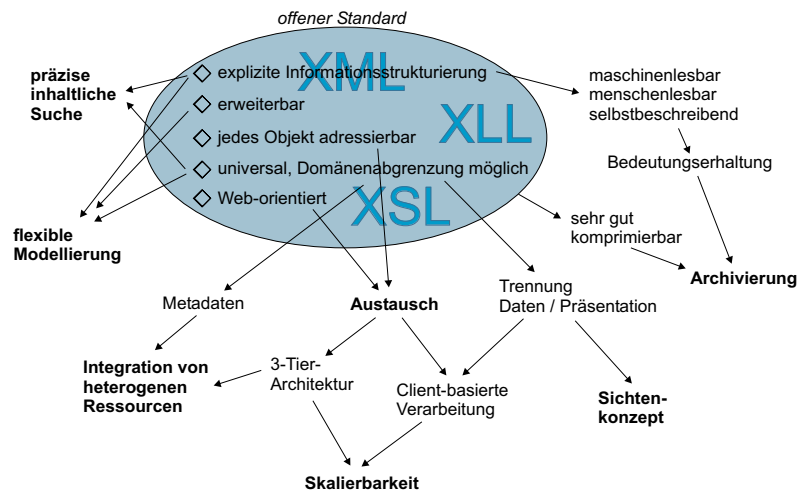 offener Standard
XML
XLL
XSL
explizite Informationsstrukturierung
erweiterbar
jedes Objekt adressierbar
universal, Domänenabgrenzung möglich
Web-orientiert
präzise
inhaltliche
Suche
flexible
Modellierung
maschinenlesbar
menschenlesbar
selbstbeschreibend
Bedeutungserhaltung
sehr gut
komprimierbar
Archivierung
Metadaten
Austausch
Trennung
Daten / Präsentation
Integration von
heterogenen
Ressourcen
3-Tier-
Architektur
Client-basierte
Verarbeitung
Sichten-
konzept
Skalierbarkeit